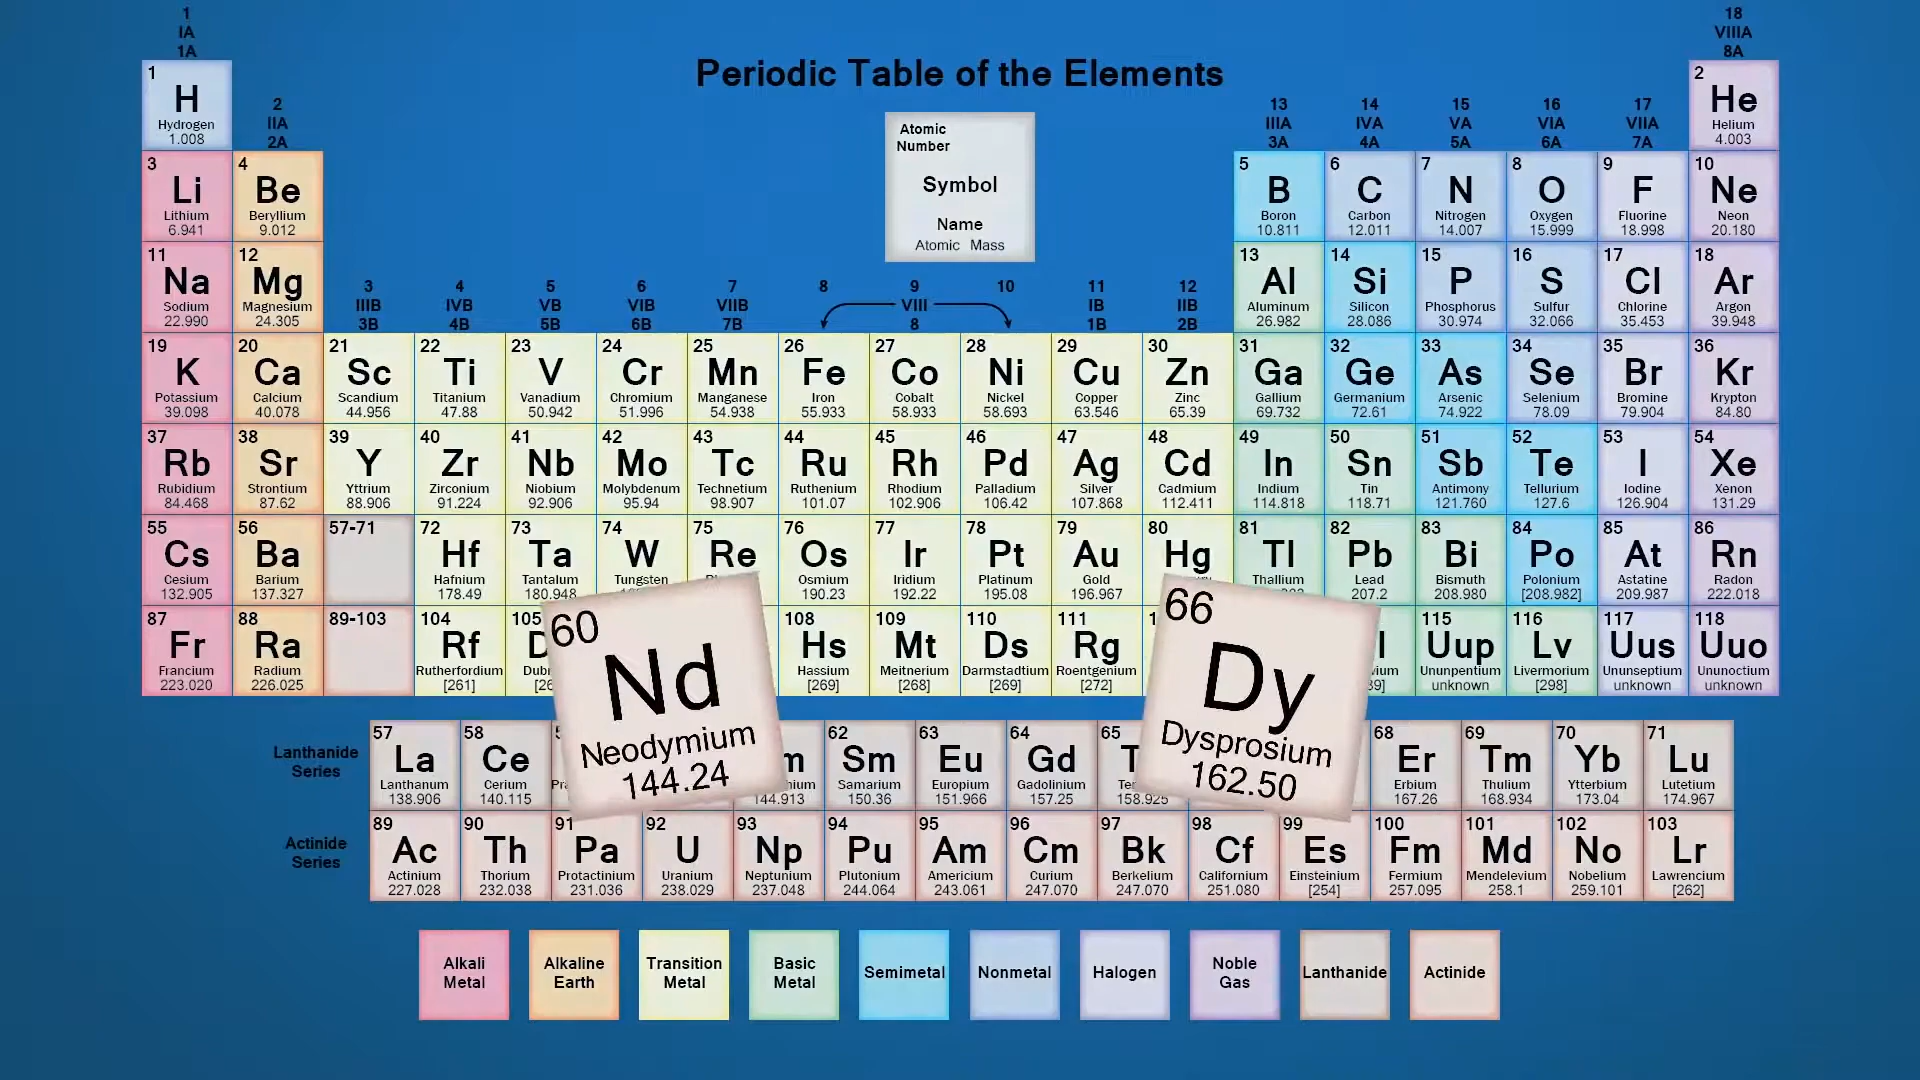 1
IA
1A
18
VIIIA
8A
Periodic Table of the Elements
1
H
Hydrogen
1.008
2
IIA
2A
Atomic
Number
Symbol
Name
Atomic Mass
13
IIIA
3A
14
IVA
4A
15
VA
5A
16
VIA
6A
17
VIIA
7A
2
He
Helium
4.003
3
Li
Lithium
6.941
4
Be
Beryllium
9.012
5
B
Boron
10.811
6
C
Carbon
12.011
7
N
Nitrogen
14.007
8
O
Oxygen
15.999
9
F
Fluorine
18.998
10
Ne
Neon
20.180
11
Na
Sodium
22.990
12
Mg
Magnesium
24.305
3
IIIB
3B
4
IVB
4B
5
VB
5B
6
VIB
6B
7
VIIB
7B
8
9
10
VIII
8
11
IB
1B
12
IIB
2B
13
Al
Aluminum
26.982
14
Si
Silicon
28.086
15
P
Phosphorus
30.974
16
S
Sulfur
32.066
17
Cl
Chlorine
35.453
18
Ar
Argon
39.948
19
K
Potassium
39.098
20
Ca
Calcium
40.078
21
Sc
Scandium
44.956
22
Ti
Titanium
47.88
23
V
Vanadium
50.942
24
Cr
Chromium
51.996
25
Mn
Manganese
54.938
26
Fe
Iron
55.933
27
Co
Cobalt
58.933
28
Ni
Nickel
58.693
29
Cu
Copper
63.546
30
Zn
Zinc
65.39
31
Ga
Gallium
69.732
32
Ge
Germanium
72.61
33
As
Arsenic
74.922
34
Se
Selenium
78.09
35
Br
Bromine
79.904
36
Kr
Krypton
84.80
37
Rb
Rubidium
84.468
38
Sr
Strontium
87.62
39
Y
Yttrium
88.906
40
Zr
Zirconium
91.224
41
Nb
Niobium
92.906
42
Mo
Molybdenum
95.94
43
Tc
Technetium
98.907
44
Ru
Ruthenium
101.07
45
Rh
Rhodium
102.906
46
Pd
Palladium
106.42
47
Ag
Silver
107.868
48
Cd
Cadmium
112.411
49
In
Indium
114.818
50
Sn
Tin
118.71
51
Sb
Antimony
121.760
52
Te
Tellurium
127.6
53
I
Iodine
126.904
54
Xe
Xenon
131.29
55
Cs
Cesium
132.905
56
Ba
Barium
137.327
57-71
72
Hf
Hafnium
178.49
73
Ta
Tantalum
180.948
74
W
Tungsten
75
Re
76
Os
Osmium
190.23
77
Ir
Iridium
192.22
78
Pt
Platinum
195.08
79
Au
Gold
196.967
80
Hg
81
Tl
Thallium
82
Pb
Lead
207.2
83
Bi
Bismuth
208.980
84
Po
Polonium
[208.982]
85
At
Astatine
209.987
86
Rn
Radon
222.018
87
Fr
Francium
223.020
88
Ra
Radium
226.025
89-103
104
Rf
Rutherfordium
[261]
105
108
Hs
Hassium
[269]
109
Mt
Meitnerium
[268]
110
Ds
Darmstadtium
[269]
111
Rg
Roentgenium
[272]
115
Uup
Ununpentium
unknown
116
Lv
Livermorium
[298]
117
Uus
Ununseptium
unknown
118
Uuo
Ununoctium
unknown
60
Nd
Neodymium
144.24
66
Dy
Dysprosium
162.50
Lanthanide
Series
57
La
Lanthanum
138.906
58
Ce
Cerium
140.115
144.913
62
Sm
Samarium
150.36
63
Eu
Europium
151.966
64
Gd
Gadolinium
157.25
65
158.925
68
Er
Erbium
167.26
69
Tm
Thulium
168.934
70
Yb
Ytterbium
173.04
71
Lu
Lutetium
174.967
Actinide
Series
89
Ac
Actinium
227.028
90
Th
Thorium
232.038
91
Pa
Protactinium
231.036
92
U
Uranium
238.029
93
Np
Neptunium
237.048
94
Pu
Plutonium
244.064
95
Am
Americium
243.061
96
Cm
Curium
247.070
97
Bk
Berkelium
247.070
98
Cf
Californium
251.080
99
Es
Einsteinium
[254]
100
Fm
Fermium
257.095
101
Md
Mendelevium
258.1
102
No
Nobelium
259.101
103
Lr
Lawrencium
[262]
Alkali
Metal
Alkaline
Earth
Transition
Metal
Basic
Metal
Semimetal
Nonmetal
Halogen
Noble
Gas
Lanthanide
Actinide